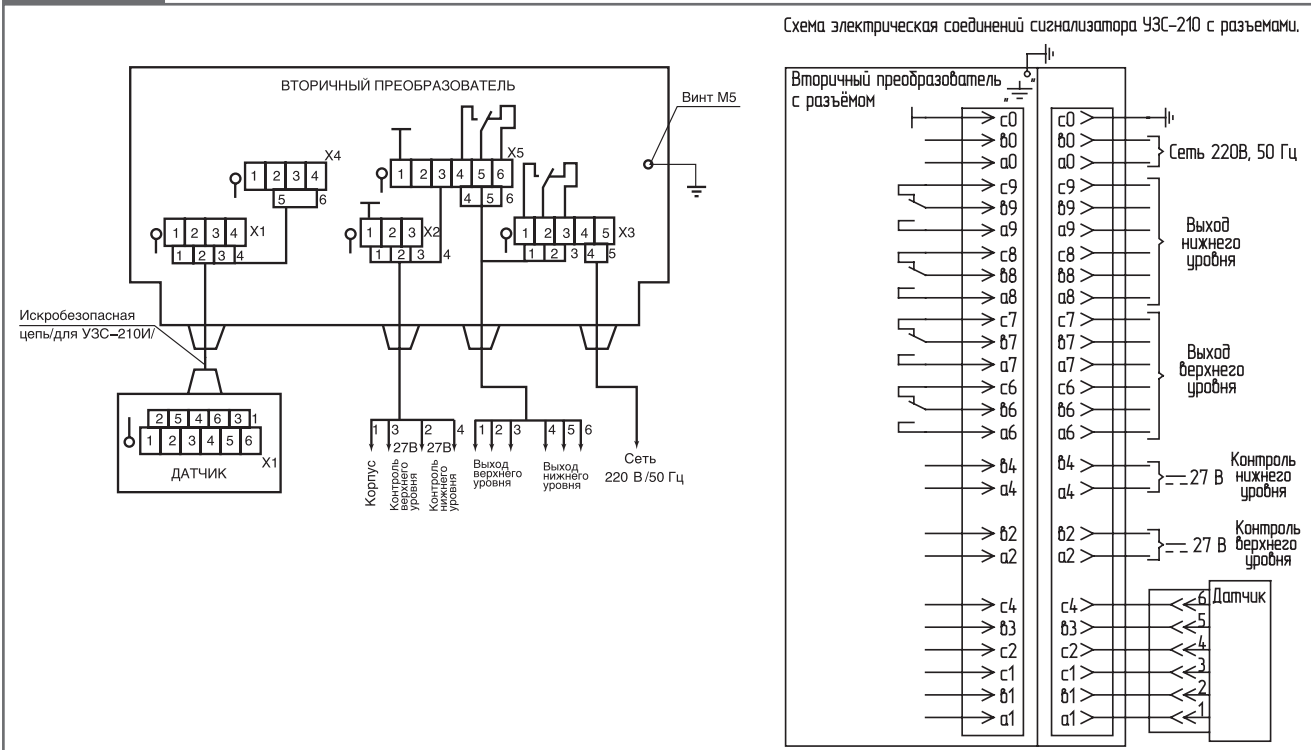 Схема электрическая соединений сигнализатора УЗС–210 с разъемами.
ВТОРИЧНЫЙ ПРЕОБРАЗОВАТЕЛЬ
Винт М5
X4
1 2 3 4
5 6
X5
1 2 3 4 5 6
4 5 6
X1
1 2 3 4
1 2 3 4
X2
1 2 3
1 2 3 4
X3
1 2 3 4 5
1 2 3 4 5
Искробезопасная
цепь/для УЗС–210И/
2 5 4 6 3 1
1 2 3 4 5 6
X1
ДАТЧИК
1 3 2 4
27В 27В
Корпус
Контроль
верхнего
уровня
Контроль
нижнего
уровня
1 2 3 4 5 6
Выход
верхнего
уровня
Выход
нижнего
уровня
Сеть
220 В/50 Гц
Вторичный преобразователь
с разъёмом
"
"
с0 с0
в0 в0
а0 а0
Сеть 220В, 50 Гц
с9 с9
в9 в9
а9 а9
с8 с8
в8 в8
а8 а8
Выход
нижнего
уровня
с7 с7
в7 в7
а7 а7
с6 с6
в6 в6
а6 а6
Выход
верхнего
уровня
в4 в4
а4 а4
27 В
Контроль
нижнего
уровня
в2 в2
а2 а2
27 В
Контроль
верхнего
уровня
с4 с4 6
в3 в3 5
с2 с2 4
с1 с1 3
в1 в1 2
а1 а1 1
Датчик